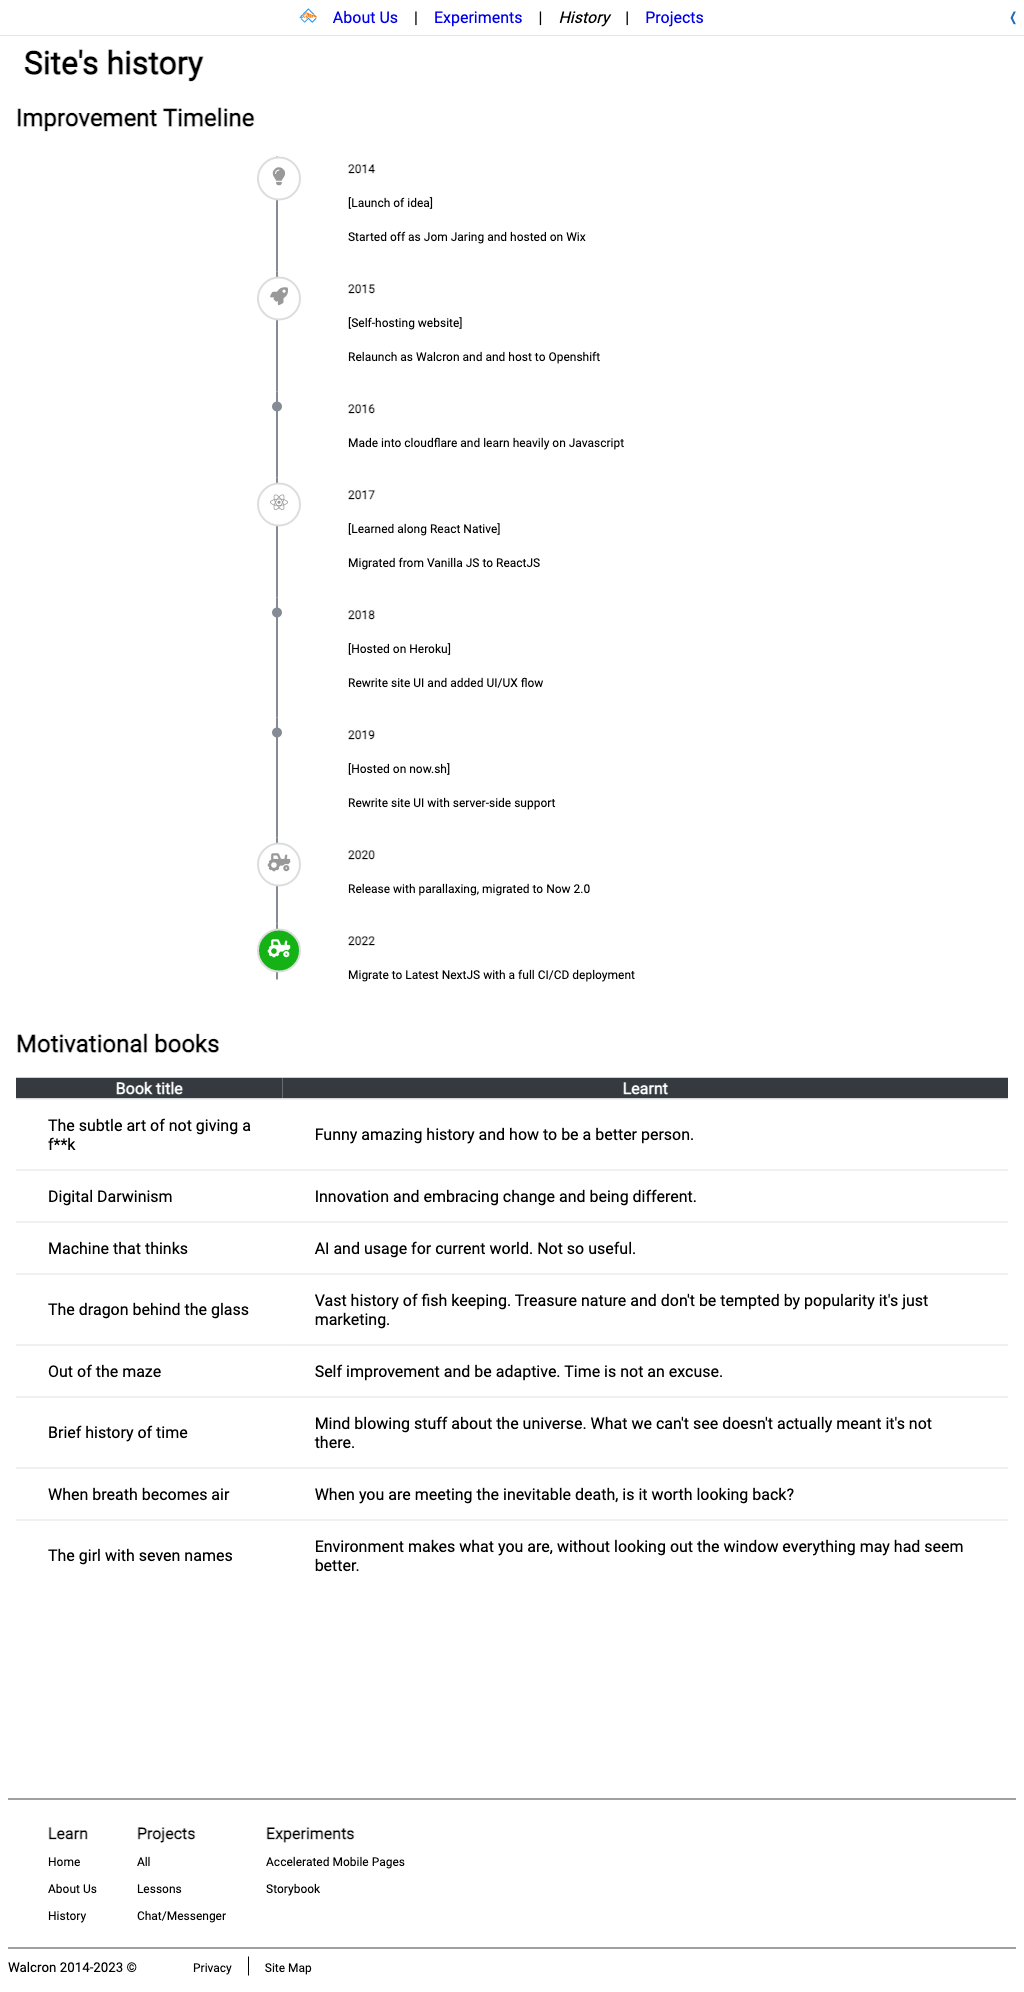 About Us | Experiments | History | Projects
Site's history
Improvement Timeline
2014
[Launch of idea]
Started off as Jom Jaring and hosted on Wix
2015
[Self-hosting website]
Relaunch as Walcron and and host to Openshift
2016
Made into cloudflare and learn heavily on Javascript
2017
[Learned along React Native]
Migrated from Vanilla JS to ReactJS
2018
[Hosted on Heroku]
Rewrite site UI and added UI/UX flow
2019
[Hosted on now.sh]
Rewrite site UI with server-side support
2020
Release with parallaxing, migrated to Now 2.0
2022
Migrate to Latest NextJS with a full CI/CD deployment
Motivational books
Book title Learnt
The subtle art of not giving a
f**k
Funny amazing history and how to be a better person.
Digital Darwinism
Innovation and embracing change and being different.
Machine that thinks
AI and usage for current world. Not so useful.
The dragon behind the glass
Vast history of fish keeping. Treasure nature and don't be tempted by popularity it's just
marketing.
Out of the maze
Self improvement and be adaptive. Time is not an excuse.
Brief history of time
Mind blowing stuff about the universe. What we can't see doesn't actually meant it's not
there.
When breath becomes air
When you are meeting the inevitable death, is it worth looking back?
The girl with seven names
Environment makes what you are, without looking out the window everything may had seem
better.
Learn
Home
About Us
History
Projects
All
Lessons
Chat/Messenger
Experiments
Accelerated Mobile Pages
Storybook
Walcron 2014-2023 © Privacy Site Map